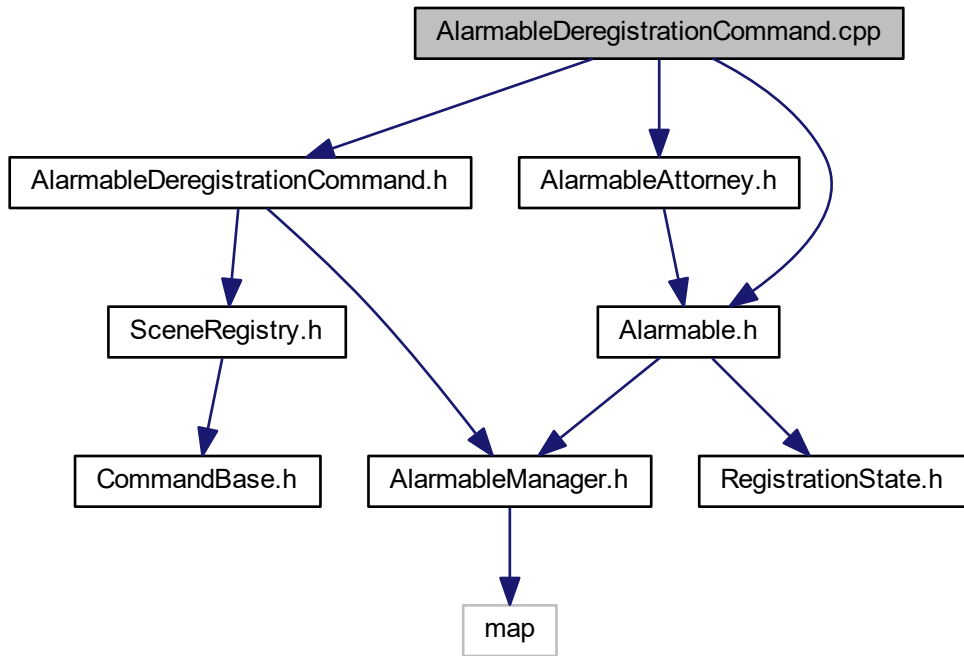 AlarmableDeregistrationCommand.cpp
AlarmableDeregistrationCommand.h
AlarmableAttorney.h
SceneRegistry.h
Alarmable.h
CommandBase.h
AlarmableManager.h
RegistrationState.h
map